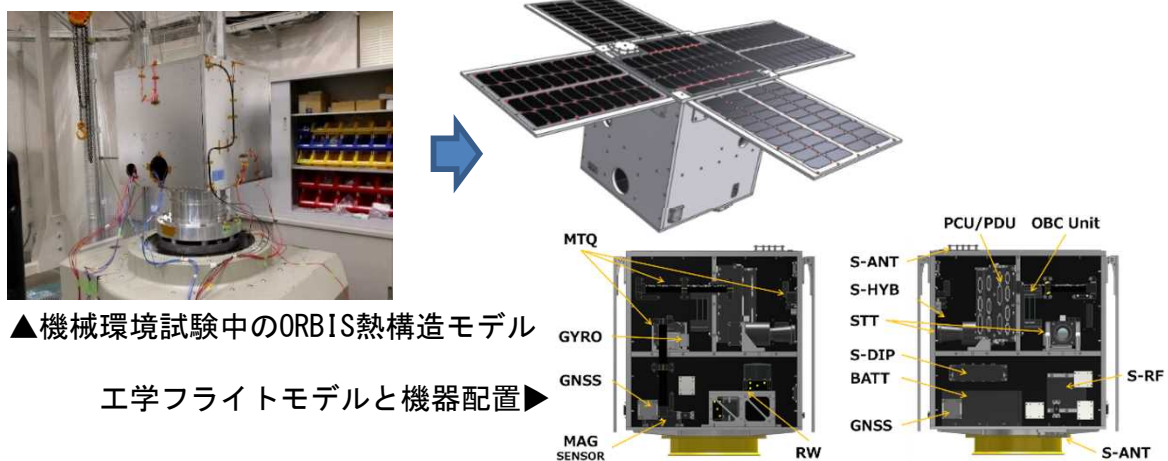 ▲機械環境試験中のORBIS熱構造モデル
工学フライトモデルと機器配置▶
MTQ
GYRO
GNSS
MAG
SENSOR
RW
PCU/PDU
OBC Unit
S-ANT
S-HYB
STT
S-DIP
BATT
GNSS
S-RF
S-ANT